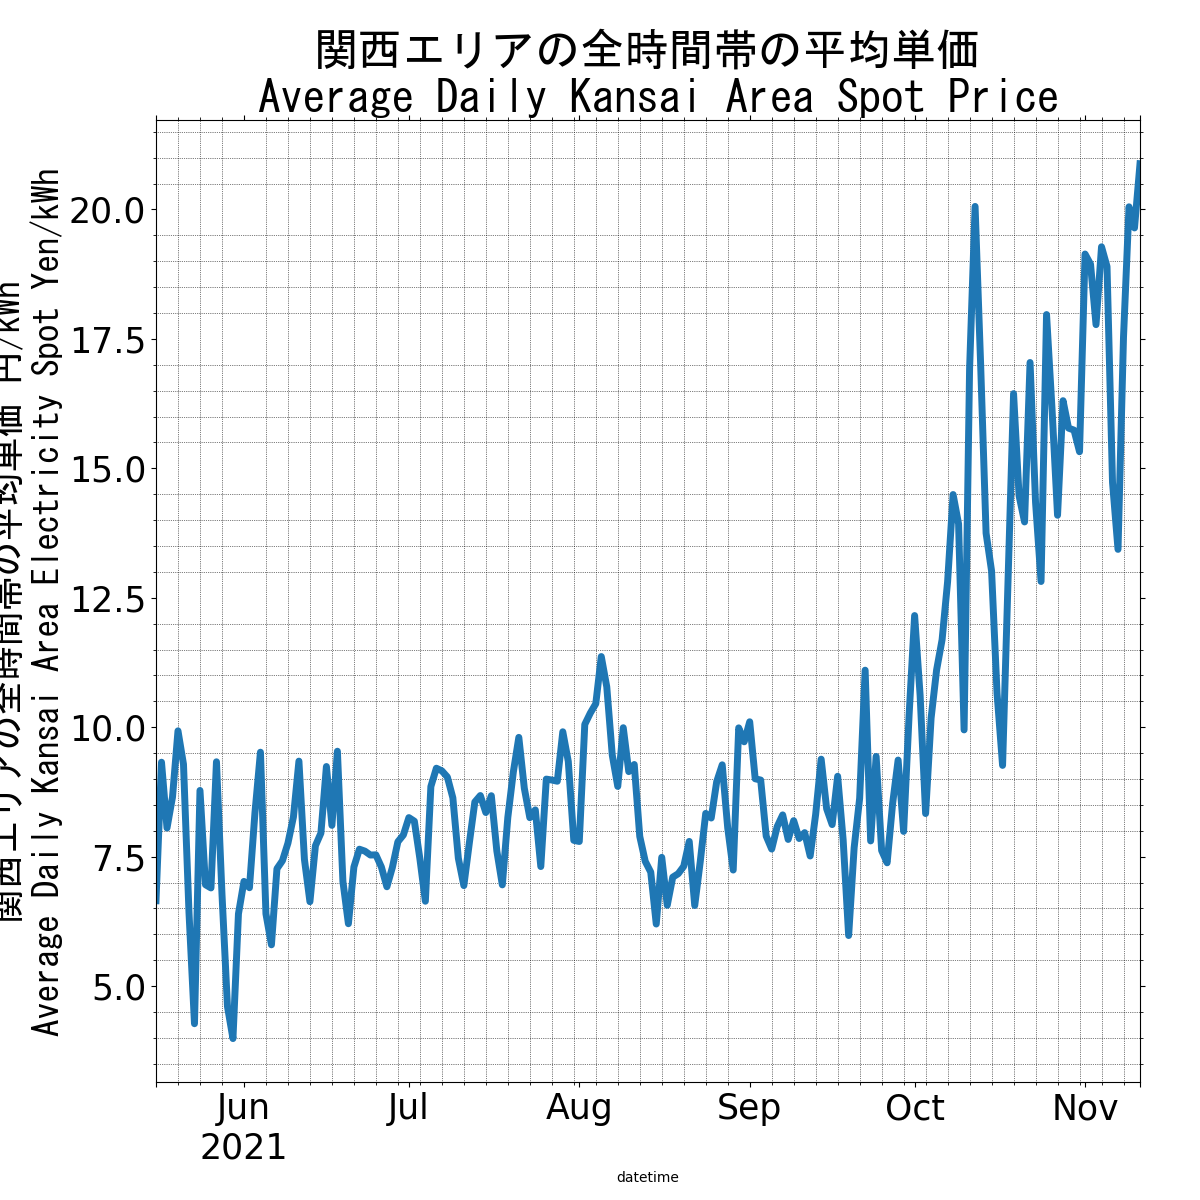 関西エリアの全時間帯の平均単価
Average Daily Kansai Area Spot Price
関西エリアの全時間帯の平均単価 円/kWh
Average Daily Kansai Area Electricity Spot Yen/kWh
20.0
17.5
15.0
12.5
10.0
7.5
5.0
Jun Jul Aug Sep Oct Nov
2021
datetime